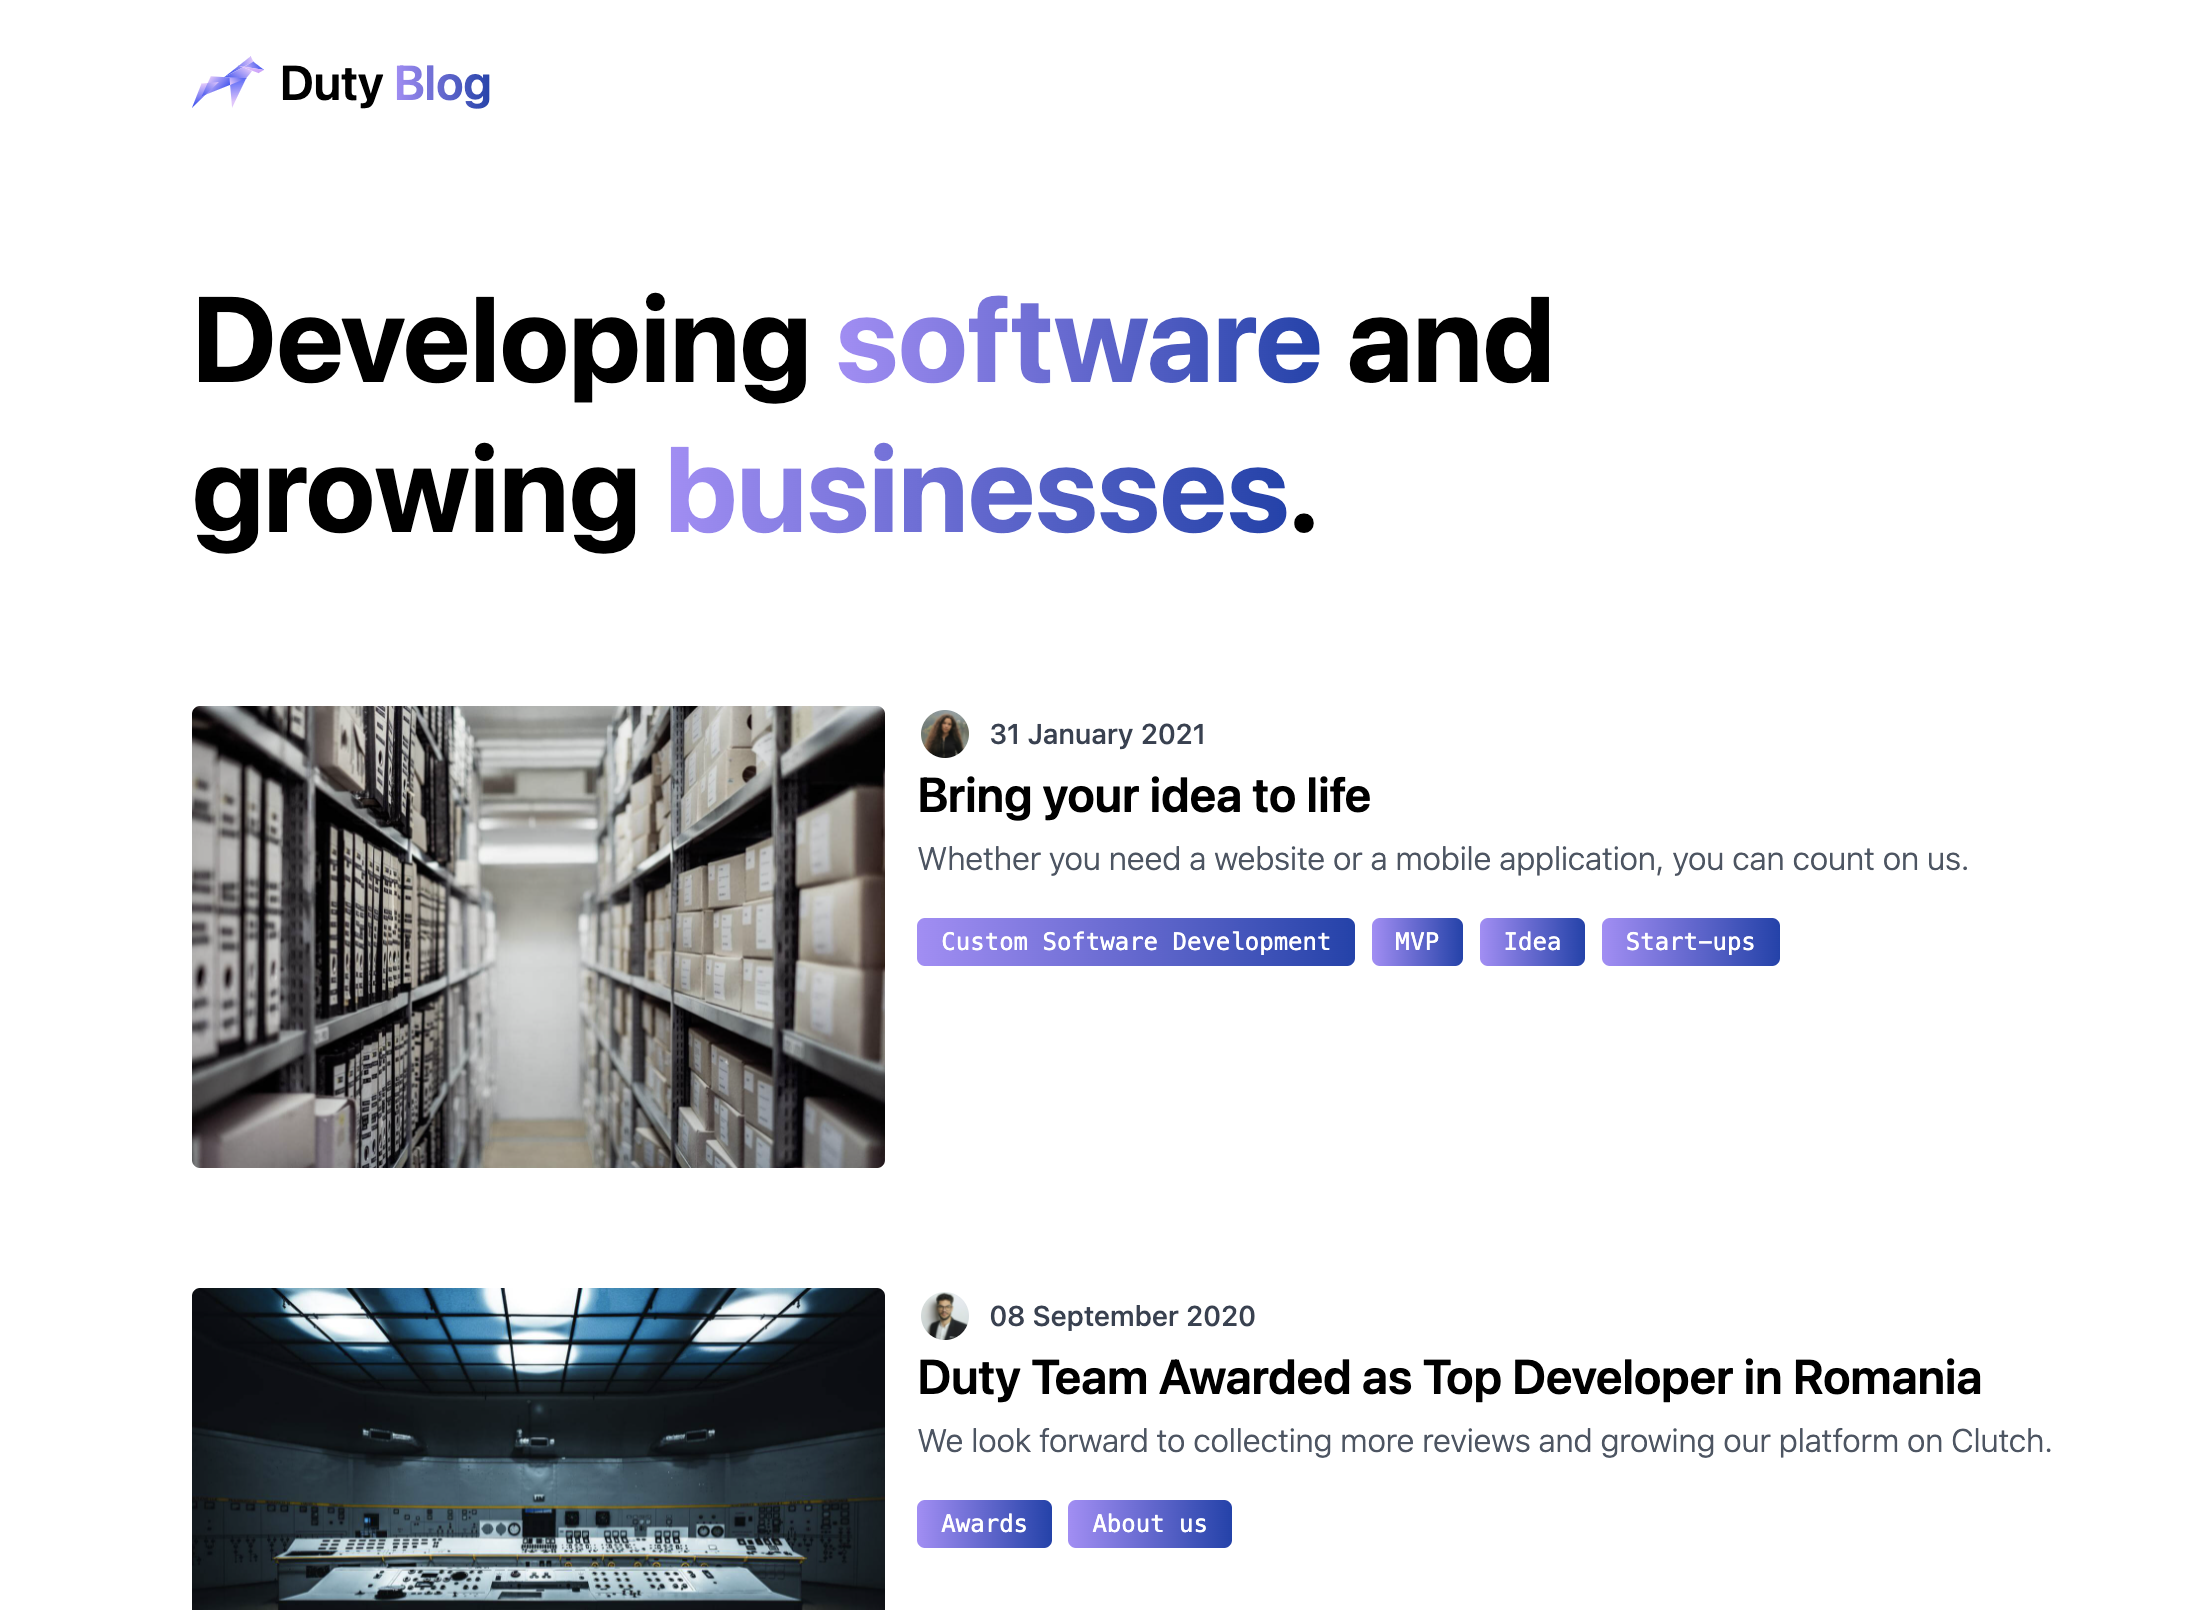 Duty Blog
Developing software and
growing businesses.
31 January 2021
Bring your idea to life
Whether you need a website or a mobile application, you can count on us.
Custom Software Development MVP Idea Start-ups
08 September 2020
Duty Team Awarded as Top Developer in Romania
We look forward to collecting more reviews and growing our platform on Clutch.
Awards About us